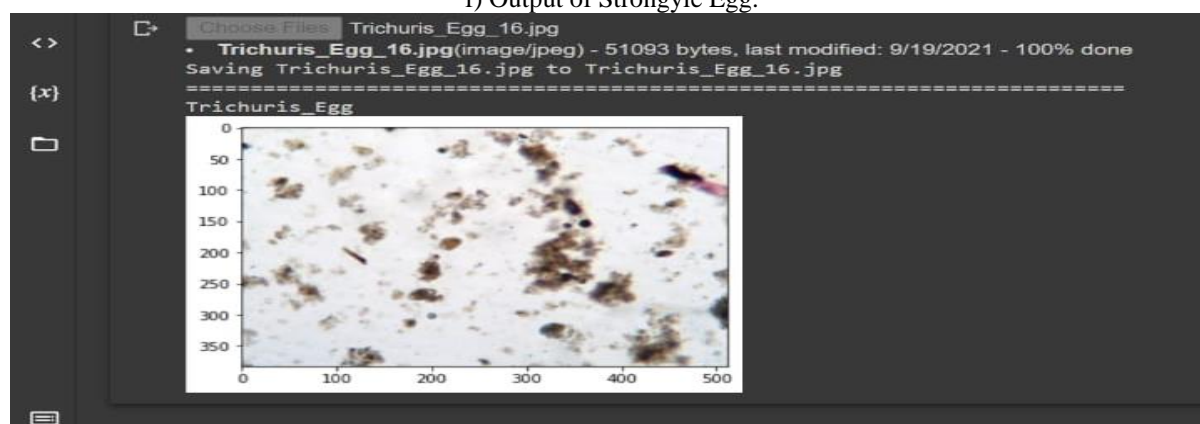 f) Output of Strongyle Egg:
Choose Files Trichuris_Egg_16.jpg
• Trichuris_Egg_16.jpg(image/jpeg) - 51093 bytes, last modified: 9/19/2021 - 100% done
Saving Trichuris_Egg_16.jpg to Trichuris_Egg_16.jpg
{x}
==========================================================================
Trichuris_Egg
0
50
100
150
200
250
300
350
0 100 200 300 400 500